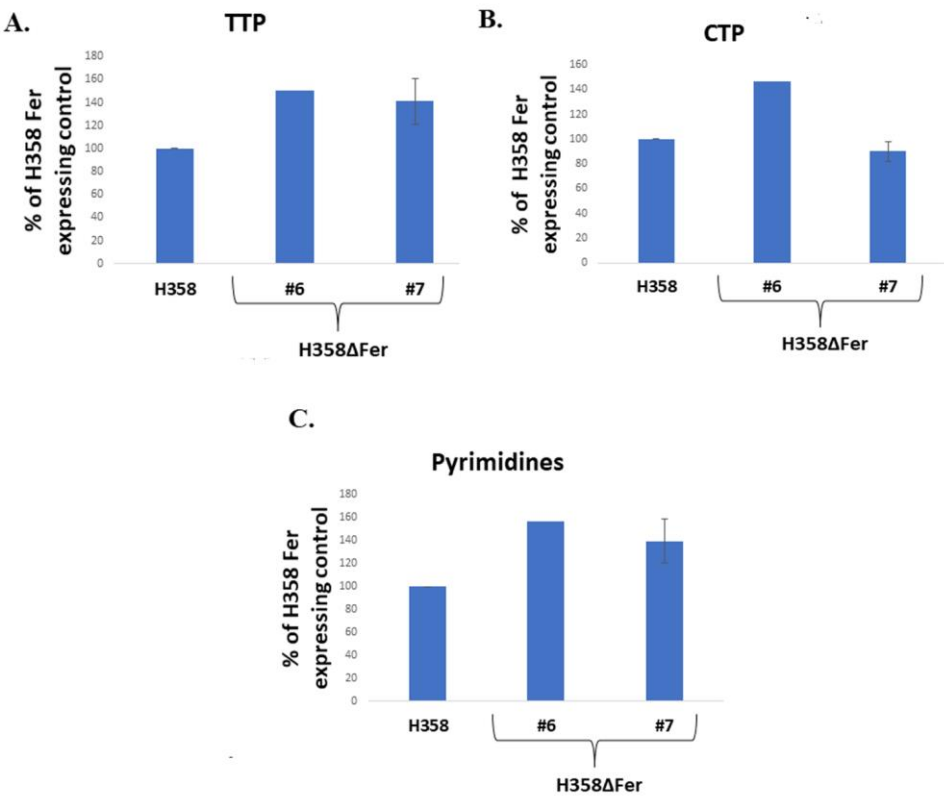 A.
TTP
% of H358 Fer
expressing control
180
160
140
120
100
80
60
40
20
0
H358
#6
#7
H358ΔFer
B.
CTP
% of H358 Fer
expressing control
160
140
120
100
80
60
40
20
0
H358
#6
#7
H358ΔFer
C.
Pyrimidines
% of H358 Fer
expressing control
180
160
140
120
100
80
60
40
20
0
H358
#6
#7
H358ΔFer